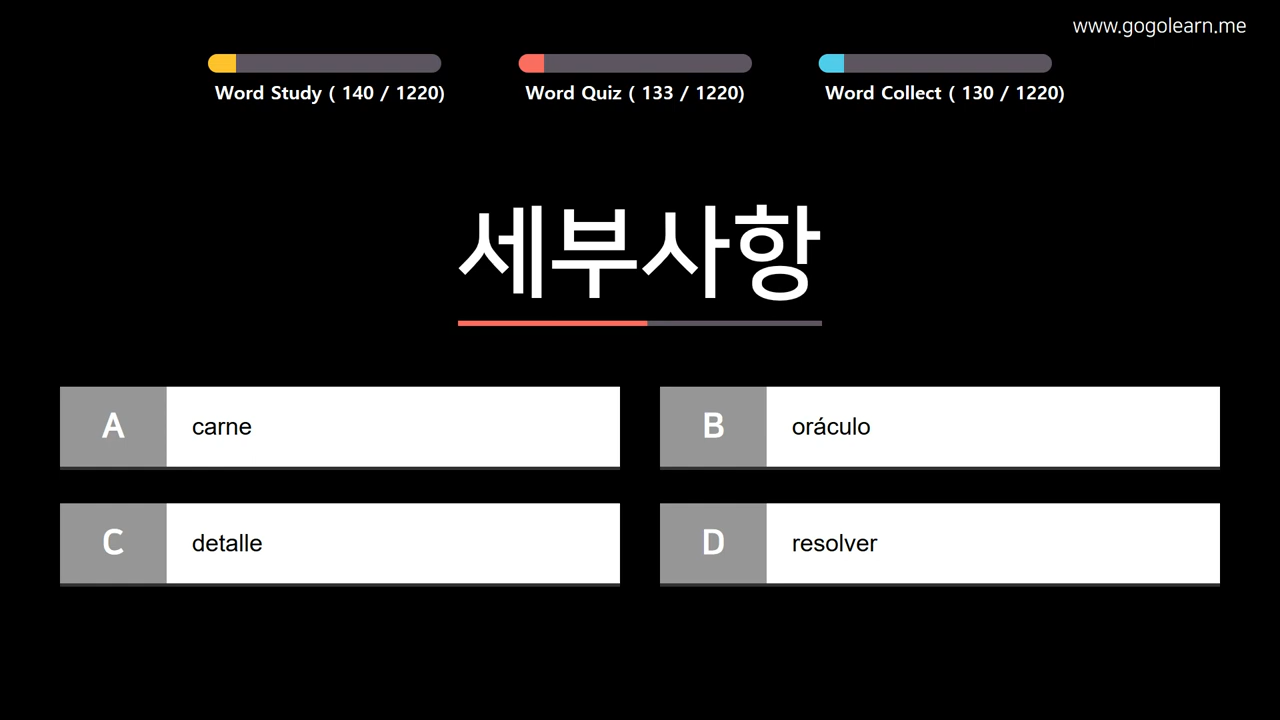 www.gogolearn.me
Word Study ( 140 / 1220)
Word Quiz ( 133 / 1220)
Word Collect ( 130 / 1220)
세부사항
A carne
B oráculo
C detalle
D resolver